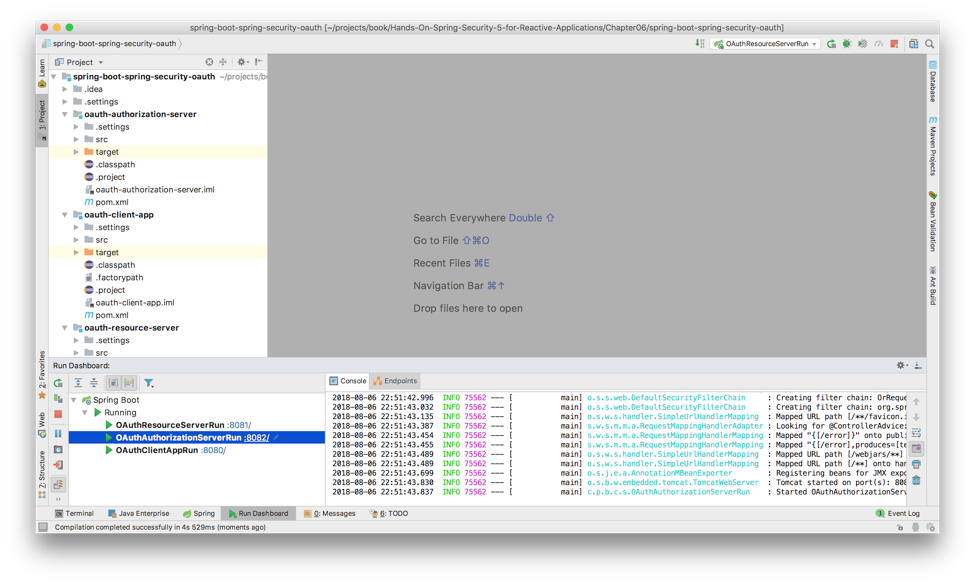 spring-boot-spring-security-oauth [~/projects/book/Hands-On-Spring-Security-5-for-Reactive-Applications/Chapter06/spring-boot-spring-security-oauth]
spring-boot-spring-security-oauth
OAuthResourceServerRun
Learn
1: Project
2: Favorites
Web
Z: Structure
Project
spring-boot-spring-security-oauth ~/projects/b
.idea
.settings
oauth-authorization-server
.settings
src
target
.classpath
.project
oauth-authorization-server.iml
pom.xml
oauth-client-app
.settings
src
target
.classpath
.factorypath
.project
oauth-client-app.iml
pom.xml
oauth-resource-server
.settings
src
Search Everywhere Double ⇧
Go to File ⇧⌘O
Recent Files ⌘E
Navigation Bar ⌘↑
Drop files here to open
Database
Maven Projects
Bean Validation
Ant Build
Run Dashboard:
Spring Boot
Running
OAuthResourceServerRun :8081/
OAuthAuthorizationServerRun :8082/
OAuthClientAppRun :8080/
Console
Endpoints
2018-08-06 22:51:42.996 INFO 75562 --- [ main] o.s.s.web.DefaultSecurityFilterChain : Creating filter chain: OrReque
2018-08-06 22:51:43.032 INFO 75562 --- [ main] o.s.s.web.DefaultSecurityFilterChain : Creating filter chain: org.spr
2018-08-06 22:51:43.135 INFO 75562 --- [ main] o.s.w.s.handler.SimpleUrlHandlerMapping : Mapped URL path [/**/favicon.i
2018-08-06 22:51:43.387 INFO 75562 --- [ main] s.w.s.m.m.a.RequestMappingHandlerAdapter : Looking for @ControllerAdvice:
2018-08-06 22:51:43.454 INFO 75562 --- [ main] s.w.s.m.m.a.RequestMappingHandlerMapping : Mapped "{[/error]}" onto publi
2018-08-06 22:51:43.455 INFO 75562 --- [ main] s.w.s.m.m.a.RequestMappingHandlerMapping : Mapped "{[/error],produces=[te
2018-08-06 22:51:43.489 INFO 75562 --- [ main] o.s.w.s.handler.SimpleUrlHandlerMapping : Mapped URL path [/webjars/**]
2018-08-06 22:51:43.489 INFO 75562 --- [ main] o.s.w.s.handler.SimpleUrlHandlerMapping : Mapped URL path [/**] onto han
2018-08-06 22:51:43.699 INFO 75562 --- [ main] o.s.j.e.a.AnnotationMBeanExporter : Registering beans for JMX expo
2018-08-06 22:51:43.830 INFO 75562 --- [ main] o.s.b.w.embedded.tomcat.TomcatWebServer : Tomcat started on port(s): 808
2018-08-06 22:51:43.837 INFO 75562 --- [ main] c.p.b.c.s.OAuthAuthorizationServerRun : Started OAuthAuthorizationServ
Terminal
Java Enterprise
Spring
Run Dashboard
0: Messages
6: TODO
1 Event Log
Compilation completed successfully in 4s 529ms (moments ago)